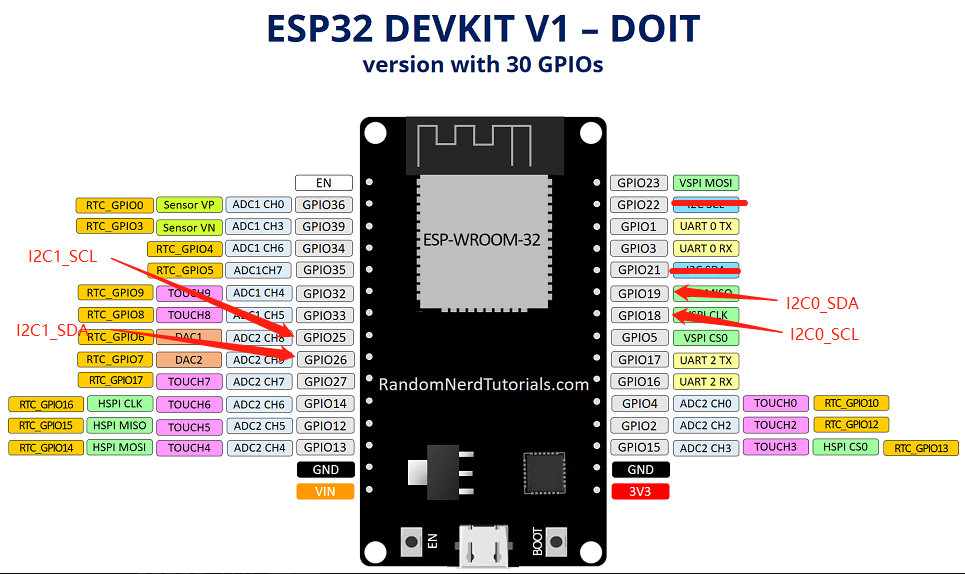 ESP32 DEVKIT V1 – DOIT
version with 30 GPIOs
EN
RTC_GPIO0 Sensor VP ADC1 CH0 GPIO36
RTC_GPIO3 Sensor VN ADC1 CH3 GPIO39
RTC_GPIO4 ADC1 CH6 GPIO34
I2C1_SCL
RTC_GPIO5 ADC1CH7 GPIO35
RTC_GPIO9 TOUCH9 ADC1 CH4 GPIO32
RTC_GPIO8 TOUCH8 ADC1 CH5 GPIO33
I2C1_SDA
RTC_GPIO6 DAC1 ADC2 CH8 GPIO25
RTC_GPIO7 DAC2 ADC2 CH9 GPIO26
RTC_GPIO17 TOUCH7 ADC2 CH7 GPIO27
RTC_GPIO16 HSPI CLK TOUCH6 ADC2 CH6 GPIO14
RTC_GPIO15 HSPI MISO TOUCH5 ADC2 CH5 GPIO12
RTC_GPIO14 HSPI MOSI TOUCH4 ADC2 CH4 GPIO13
GND
VIN
ESP-WROOM-32
RandomNerdTutorials.com
EN
BOOT
GPIO23 VSPI MOSI
GPIO22 I2C SCL
GPIO1 UART 0 TX
GPIO3 UART 0 RX
GPIO21 I2C SDA
GPIO19 MISO
I2C0_SDA
GPIO18 VSPI CLK
I2C0_SCL
GPIO5 VSPI CS0
GPIO17 UART 2 TX
GPIO16 UART 2 RX
GPIO4 ADC2 CH0 TOUCH0 RTC_GPIO10
GPIO2 ADC2 CH2 TOUCH2 RTC_GPIO12
GPIO15 ADC2 CH3 TOUCH3 HSPI CS0 RTC_GPIO13
GND
3V3